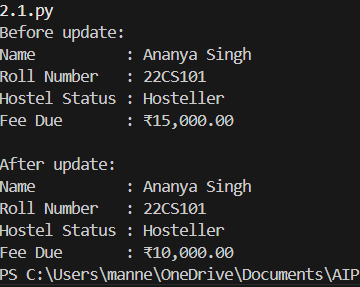 2.1.py
Before update:
Name          : Ananya Singh
Roll Number   : 22CS101
Hostel Status : Hosteller
Fee Due       : ₹15,000.00

After update:
Name          : Ananya Singh
Roll Number   : 22CS101
Hostel Status : Hosteller
Fee Due       : ₹10,000.00
PS C:\Users\manne\OneDrive\Documents\AIP